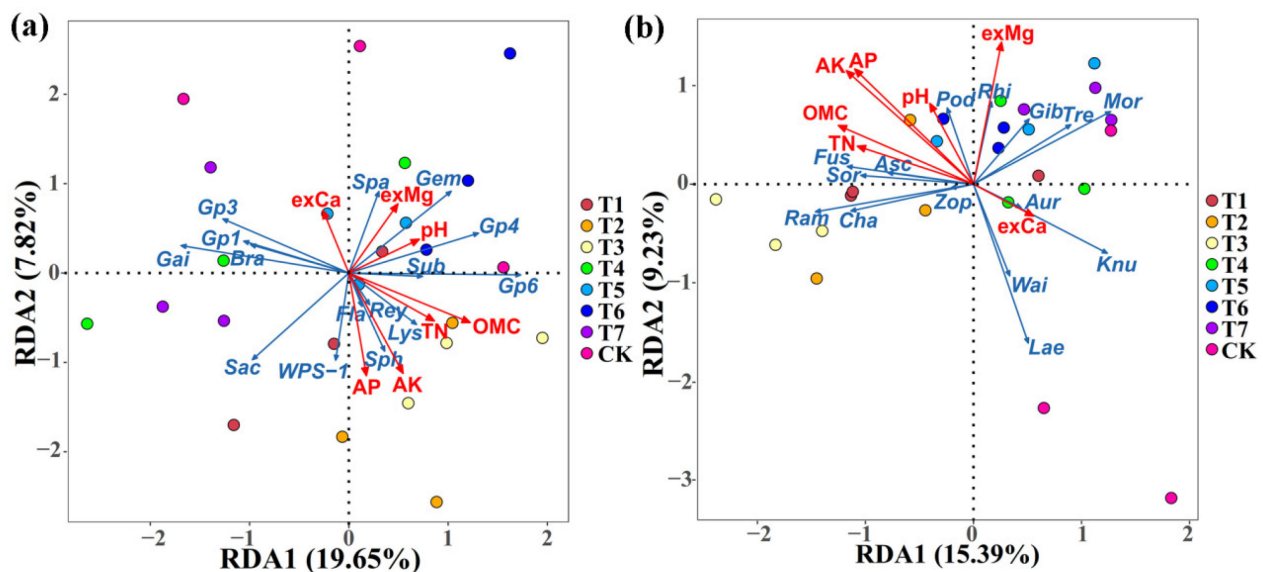 (a)
RDA2 (7.82%)
2
1
0
−1
−2
Spa
exMg
Gem
exCa
Gp3
pH
Gp4
Gp1
Gai
Bra
Sub
Gp6
Fla
Rey
Lys
TN
OMC
Sac
WPS−1
Sph
AP
AK
−2
−1
0
1
2
RDA1 (19.65%)
T1
T2
T3
T4
T5
T6
T7
CK
(b)
RDA2 (9.23%)
1
0
−1
−2
−3
exMg
AK
AP
pH
Pod
Rhi
Gib
Tre
Mor
OMC
TN
Fus
Asc
Sor
Zop
Aur
Ram
Cha
exCa
Knu
Wai
Lae
−2
−1
0
1
2
RDA1 (15.39%)
T1
T2
T3
T4
T5
T6
T7
CK